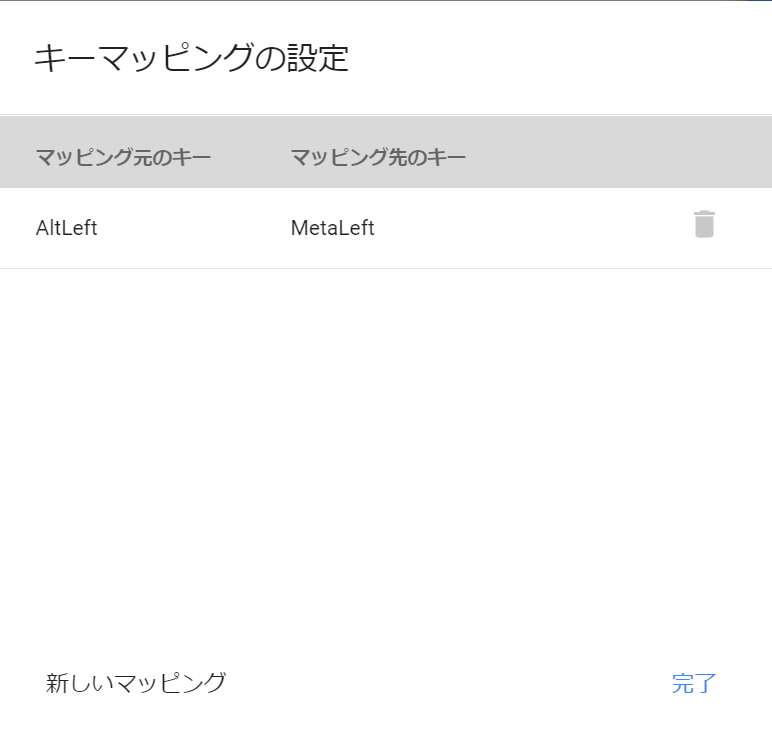 キーマッピングの設定
マッピング元のキー マッピング先のキー
AltLeft MetaLeft
新しいマッピング 完了